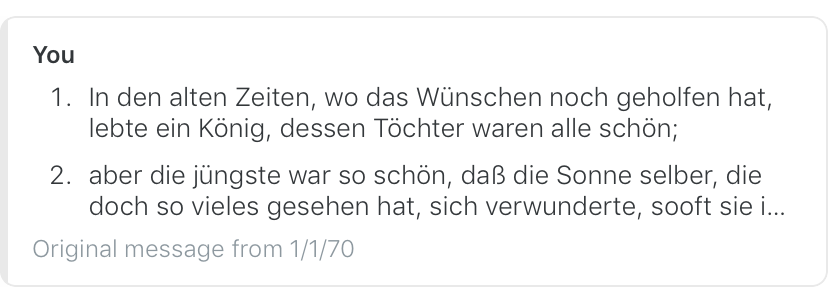 You
1. In den alten Zeiten, wo das Wünschen noch geholfen hat,
lebte ein König, dessen Töchter waren alle schön;
2. aber die jüngste war so schön, daß die Sonne selber, die
doch so vieles gesehen hat, sich verwunderte, sooft sie i...
Original message from 1/1/70